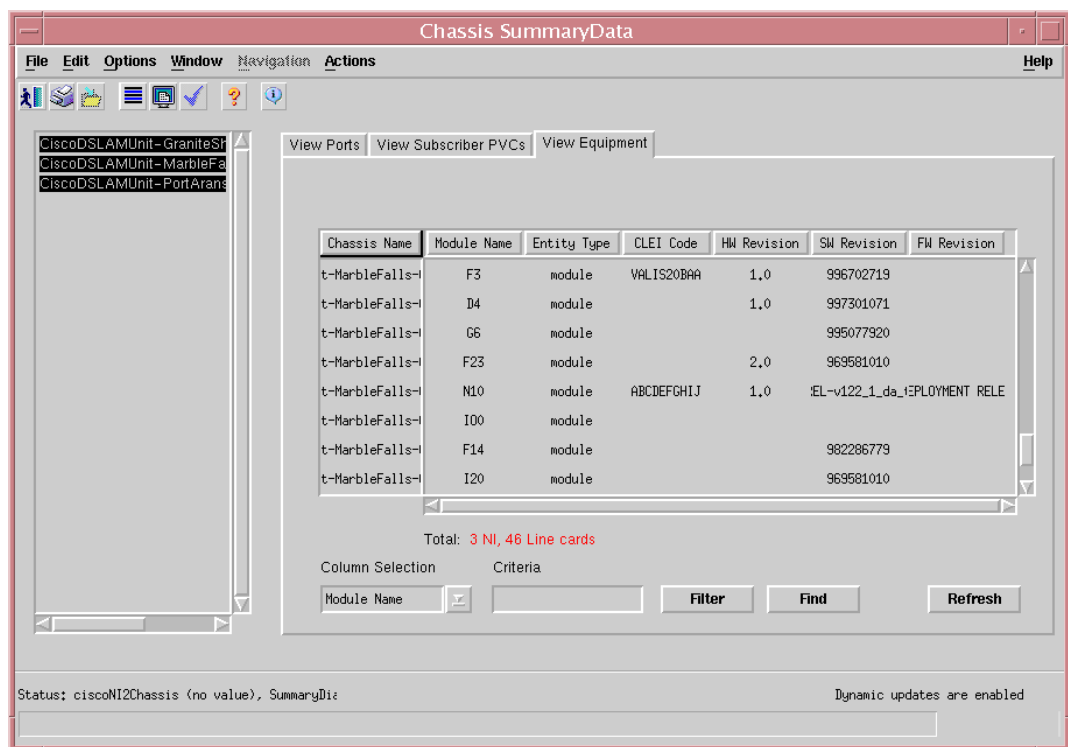 Chassis SummaryData
File Edit Options Window Navigation Actions Help
CiscoDSLAMUnit-GraniteSh
CiscoDSLAMUnit-MarbleFa
CiscoDSLAMUnit-PortArans
View Ports View Subscriber PVCs View Equipment
Chassis Name Module Name Entity Type CLEI Code HW Revision SW Revision FW Revision
t-MarbleFalls- F3 module VALIS20BAA 1.0 996702719
t-MarbleFalls- D4 module 1.0 997301071
t-MarbleFalls- G6 module 995077920
t-MarbleFalls- F23 module 2.0 969581010
t-MarbleFalls- N10 module ABCDEFGHIJ 1.0 EL-v122_1_da_ EPLOYMENT RELE
t-MarbleFalls- I00 module
t-MarbleFalls- F14 module 982286779
t-MarbleFalls- I20 module 969581010
Total: 3 NI, 46 Line cards
Column Selection Criteria
Module Name Filter Find Refresh
Status: ciscoNI2Chassis (no value), SummaryDia
Dynamic updates are enabled